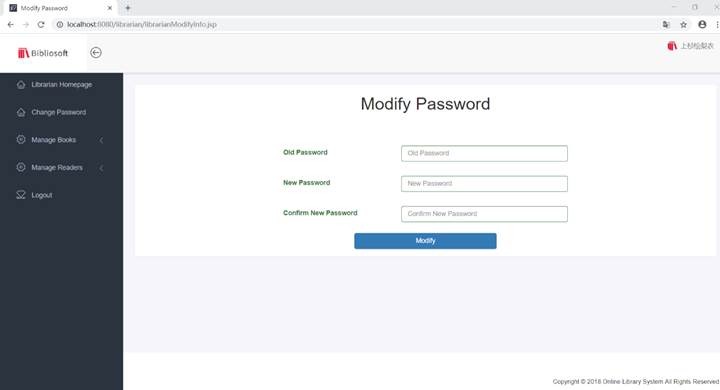 Modify Password
localhost:8080/librarian/librarianModifyInfo.jsp
Bibliosoft
上杉松梨农
Librarian Homepage
Change Password
Manage Books
Manage Readers
Logout
Modify Password
Old Password
Old Password
New Password
New Password
Confirm New Password
Confirm New Password
Modify
Copyright © 2018 Online Library System All Rights Reserved